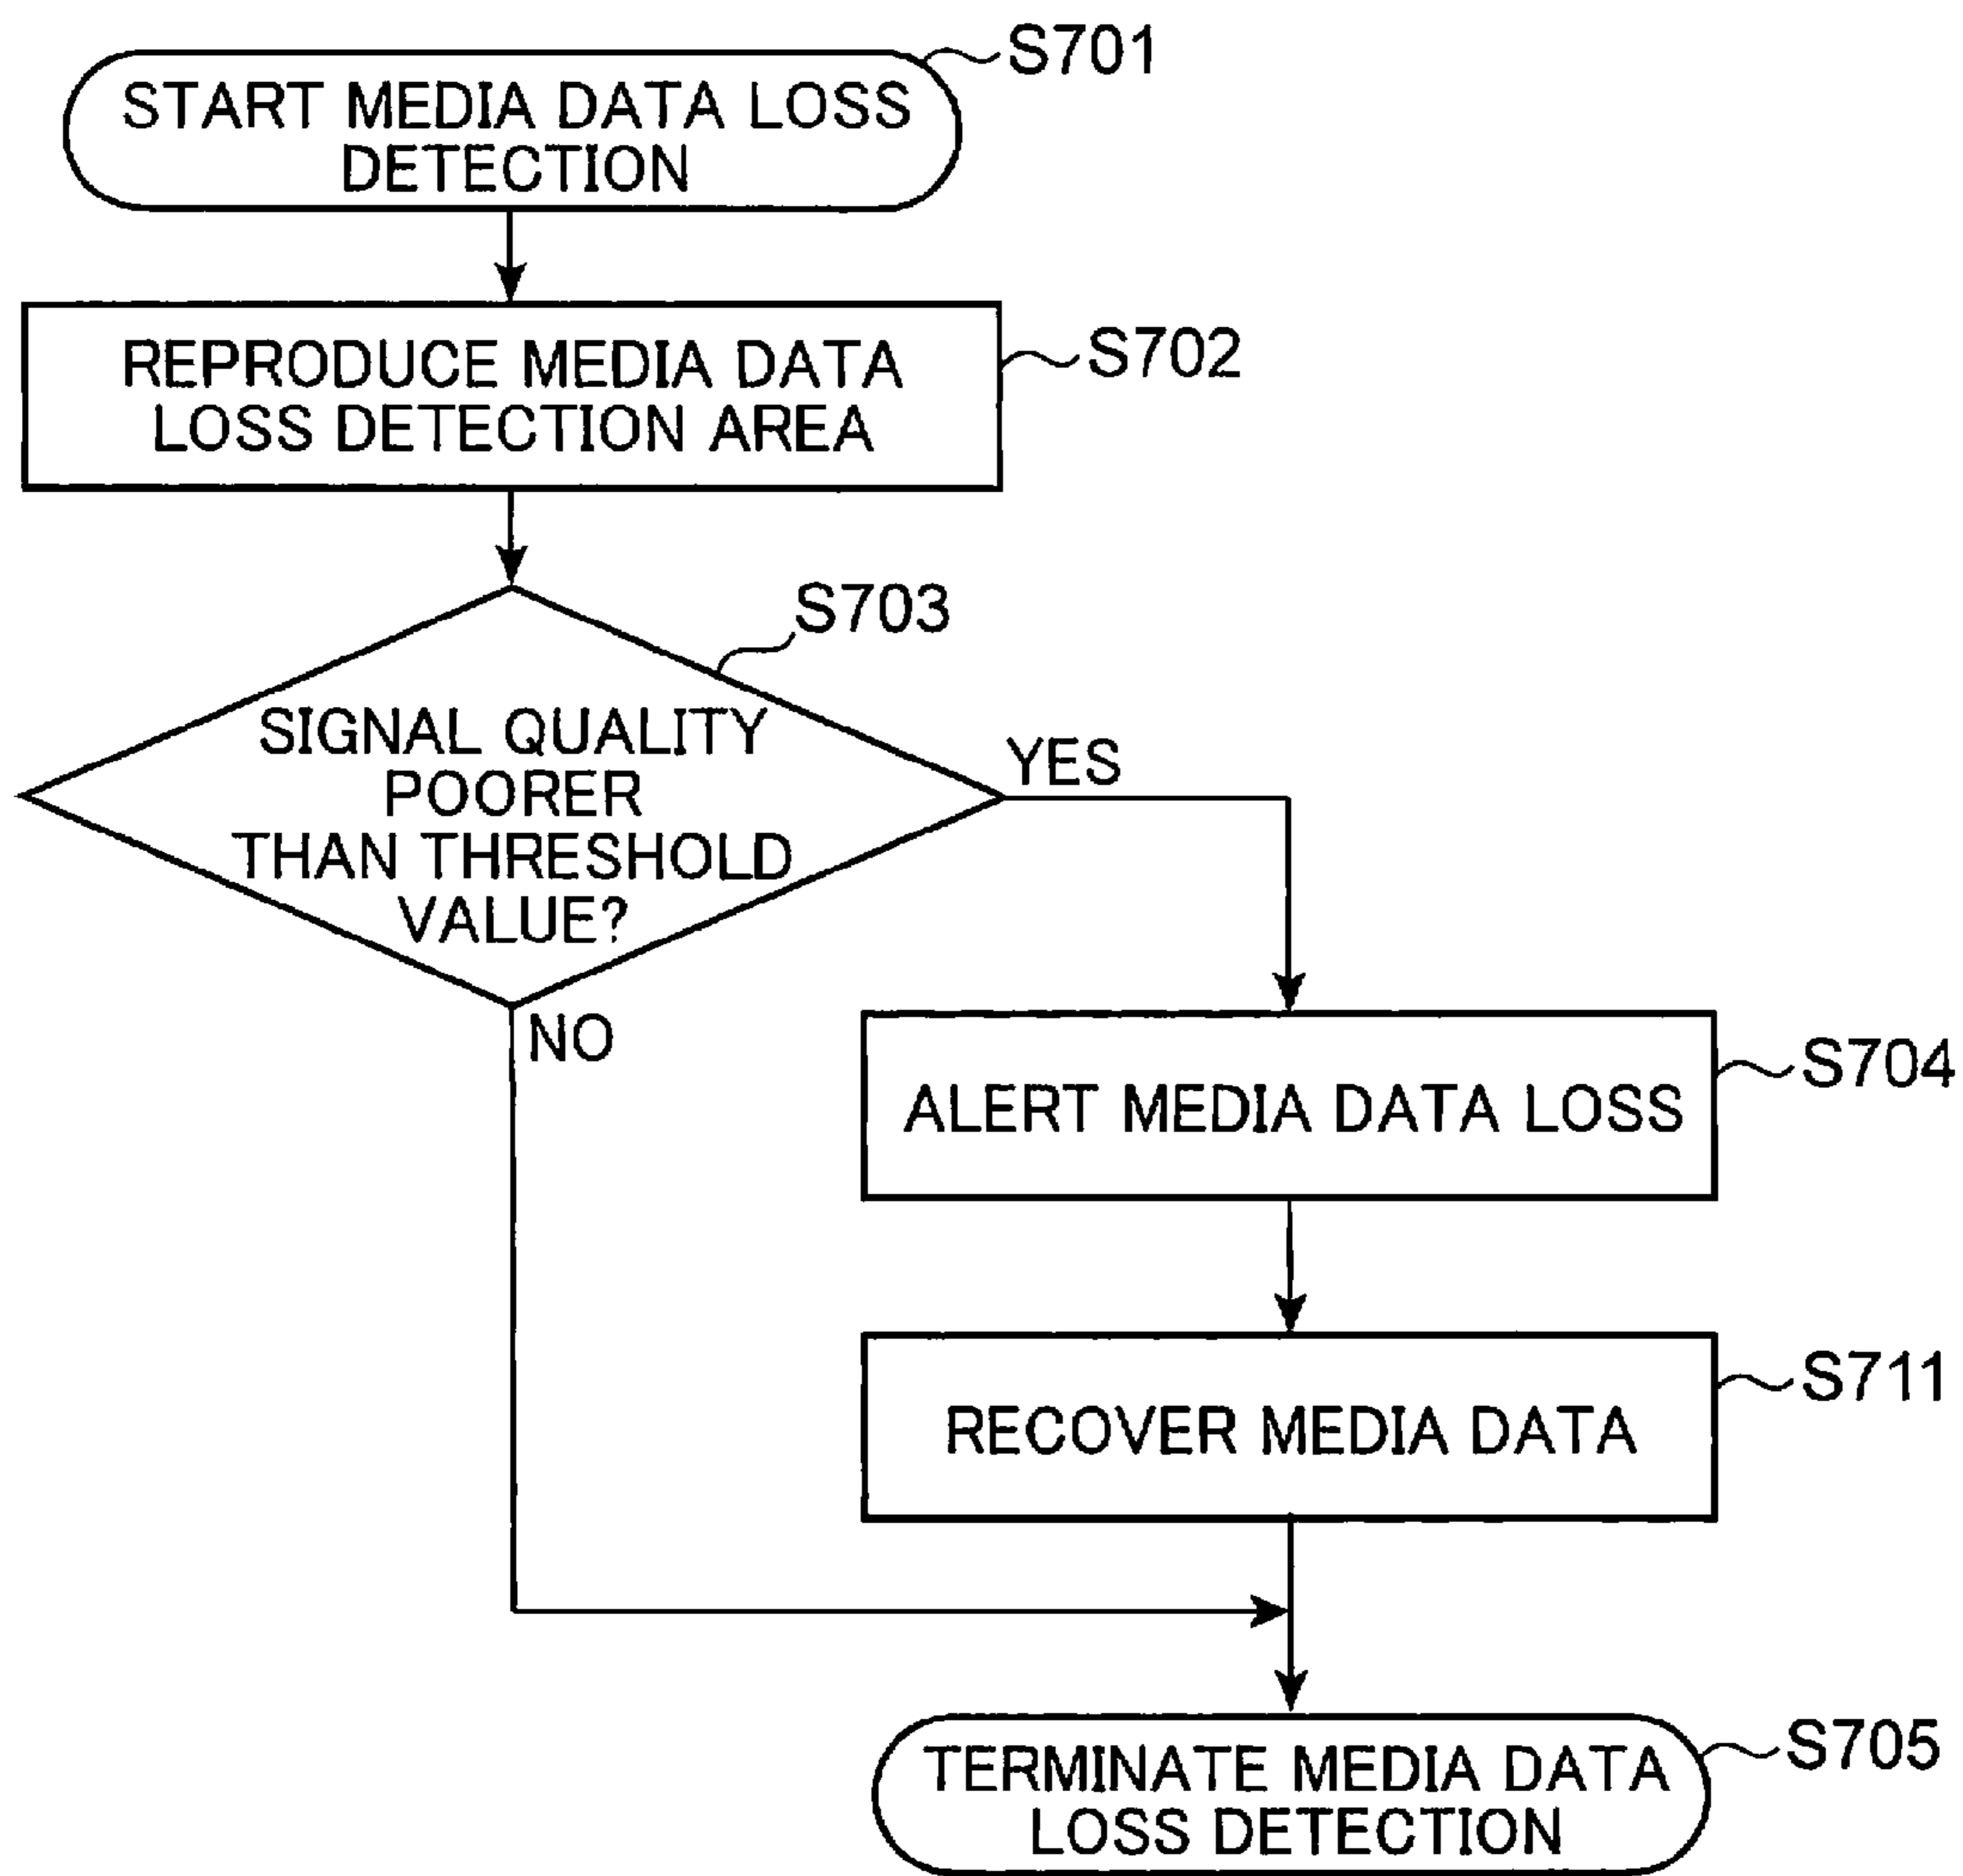 S701
START MEDIA DATA LOSS
DETECTION
REPRODUCE MEDIA DATA
LOSS DETECTION AREA
S702
S703
SIGNAL QUALITY
POORER
THAN THRESHOLD
VALUE?
YES
NO
S704
ALERT MEDIA DATA LOSS
S711
RECOVER MEDIA DATA
S705
TERMINATE MEDIA DATA
LOSS DETECTION